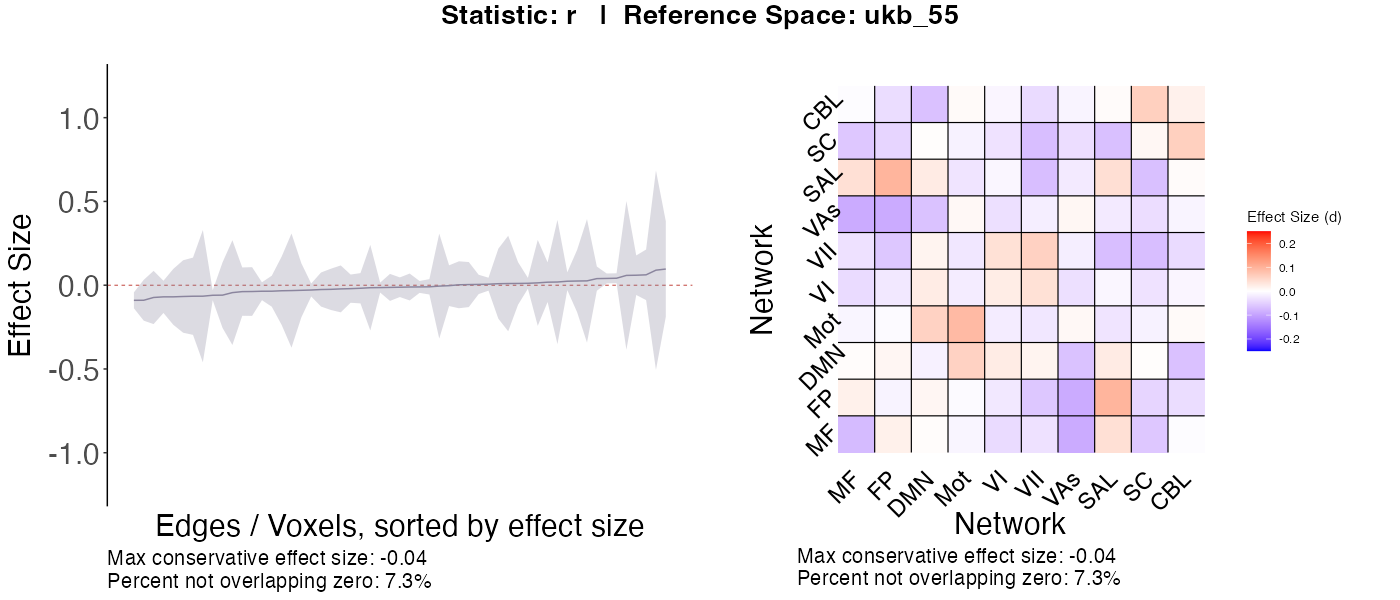 Statistic: r | Reference Space: ukb_55
Effect Size
1.0
0.5
0.0
-0.5
-1.0
Edges / Voxels, sorted by effect size
Max conservative effect size: -0.04
Percent not overlapping zero: 7.3%
Network
CBL
SC
SAL
VAs
VII
VI
Mot
DMN
FP
MF
MF
FP
DMN
Mot
VI
VII
VAs
SAL
SC
CBL
Network
Max conservative effect size: -0.04
Percent not overlapping zero: 7.3%
Effect Size (d)
0.2
0.1
0.0
-0.1
-0.2